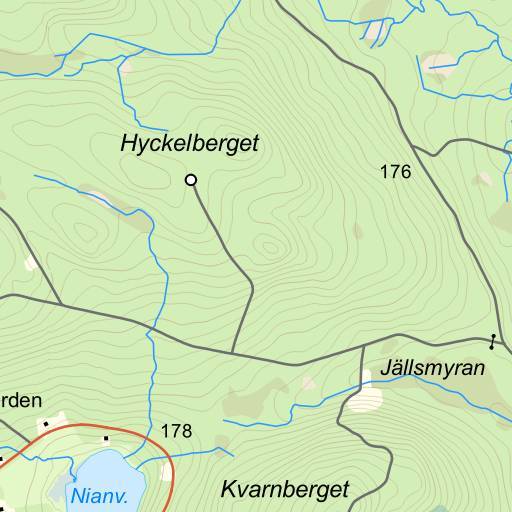 Hyckelberget
176
Jällsmyran
rden
178
Nianv.
Kvarnberget